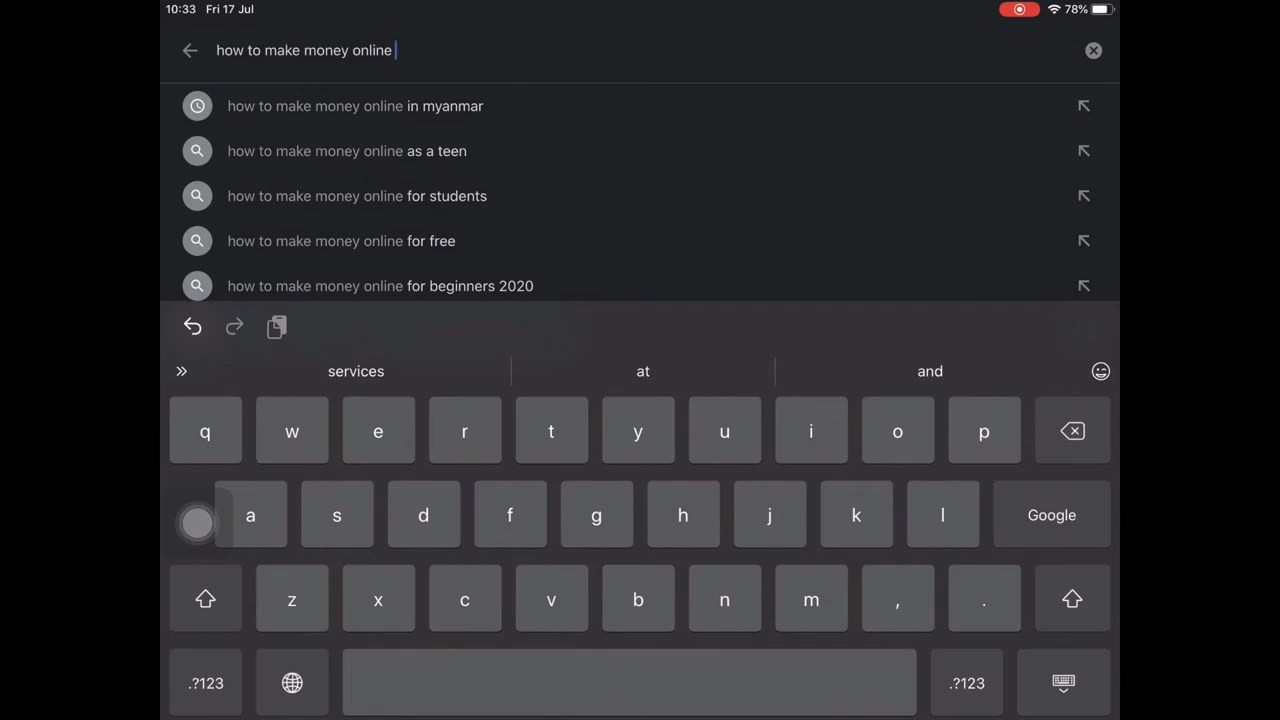 10:33 Fri 17 Jul 78%
how to make money online
how to make money online in myanmar
how to make money online as a teen
how to make money online for students
how to make money online for free
how to make money online for beginners 2020
services at and
q w e r t y u i o p
a s d f g h j k l Google
z x c v b n m , .
.?123 .?123